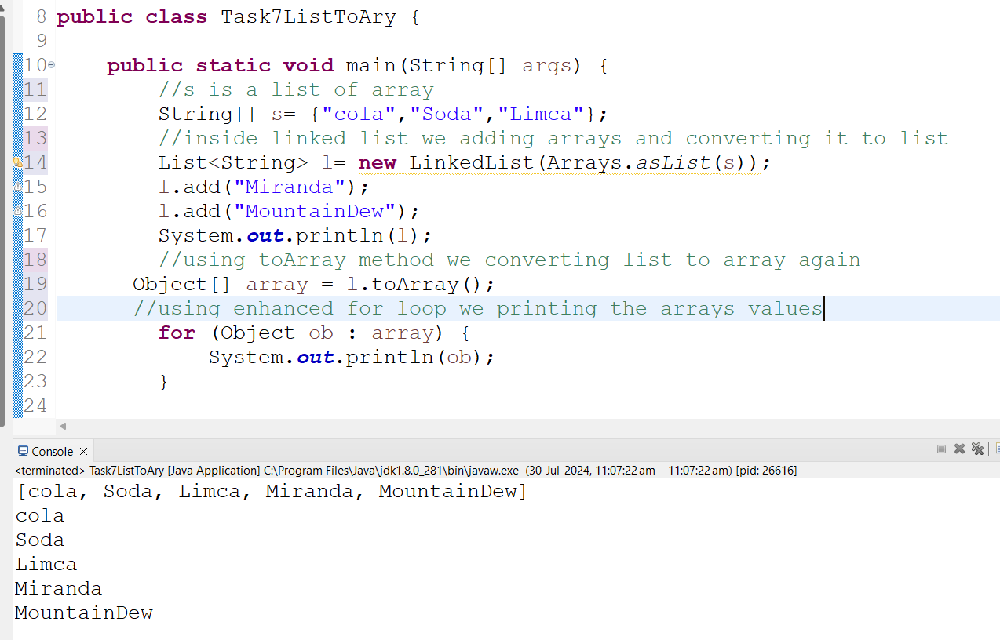 8 public class Task7ListToAry {
9
10 public static void main(String[] args) {
11 //s is a list of array
12 String[] s= {"cola","Soda","Limca"};
13 //inside linked list we adding arrays and converting it to list
14 List<String> l= new LinkedList(Arrays.asList(s));
15 l.add("Miranda");
16 l.add("MountainDew");
17 System.out.println(l);
18 //using toArray method we converting list to array again
19 Object[] array = l.toArray();
20 //using enhanced for loop we printing the arrays values
21 for (Object ob : array) {
22 System.out.println(ob);
23 }
24
Console
<terminated> Task7ListToAry [Java Application] C:\Program Files\Java\jdk1.8.0_281\bin\javaw.exe (30-Jul-2024, 11:07:22 am – 11:07:22 am) [pid: 26616]
[cola, Soda, Limca, Miranda, MountainDew]
cola
Soda
Limca
Miranda
MountainDew